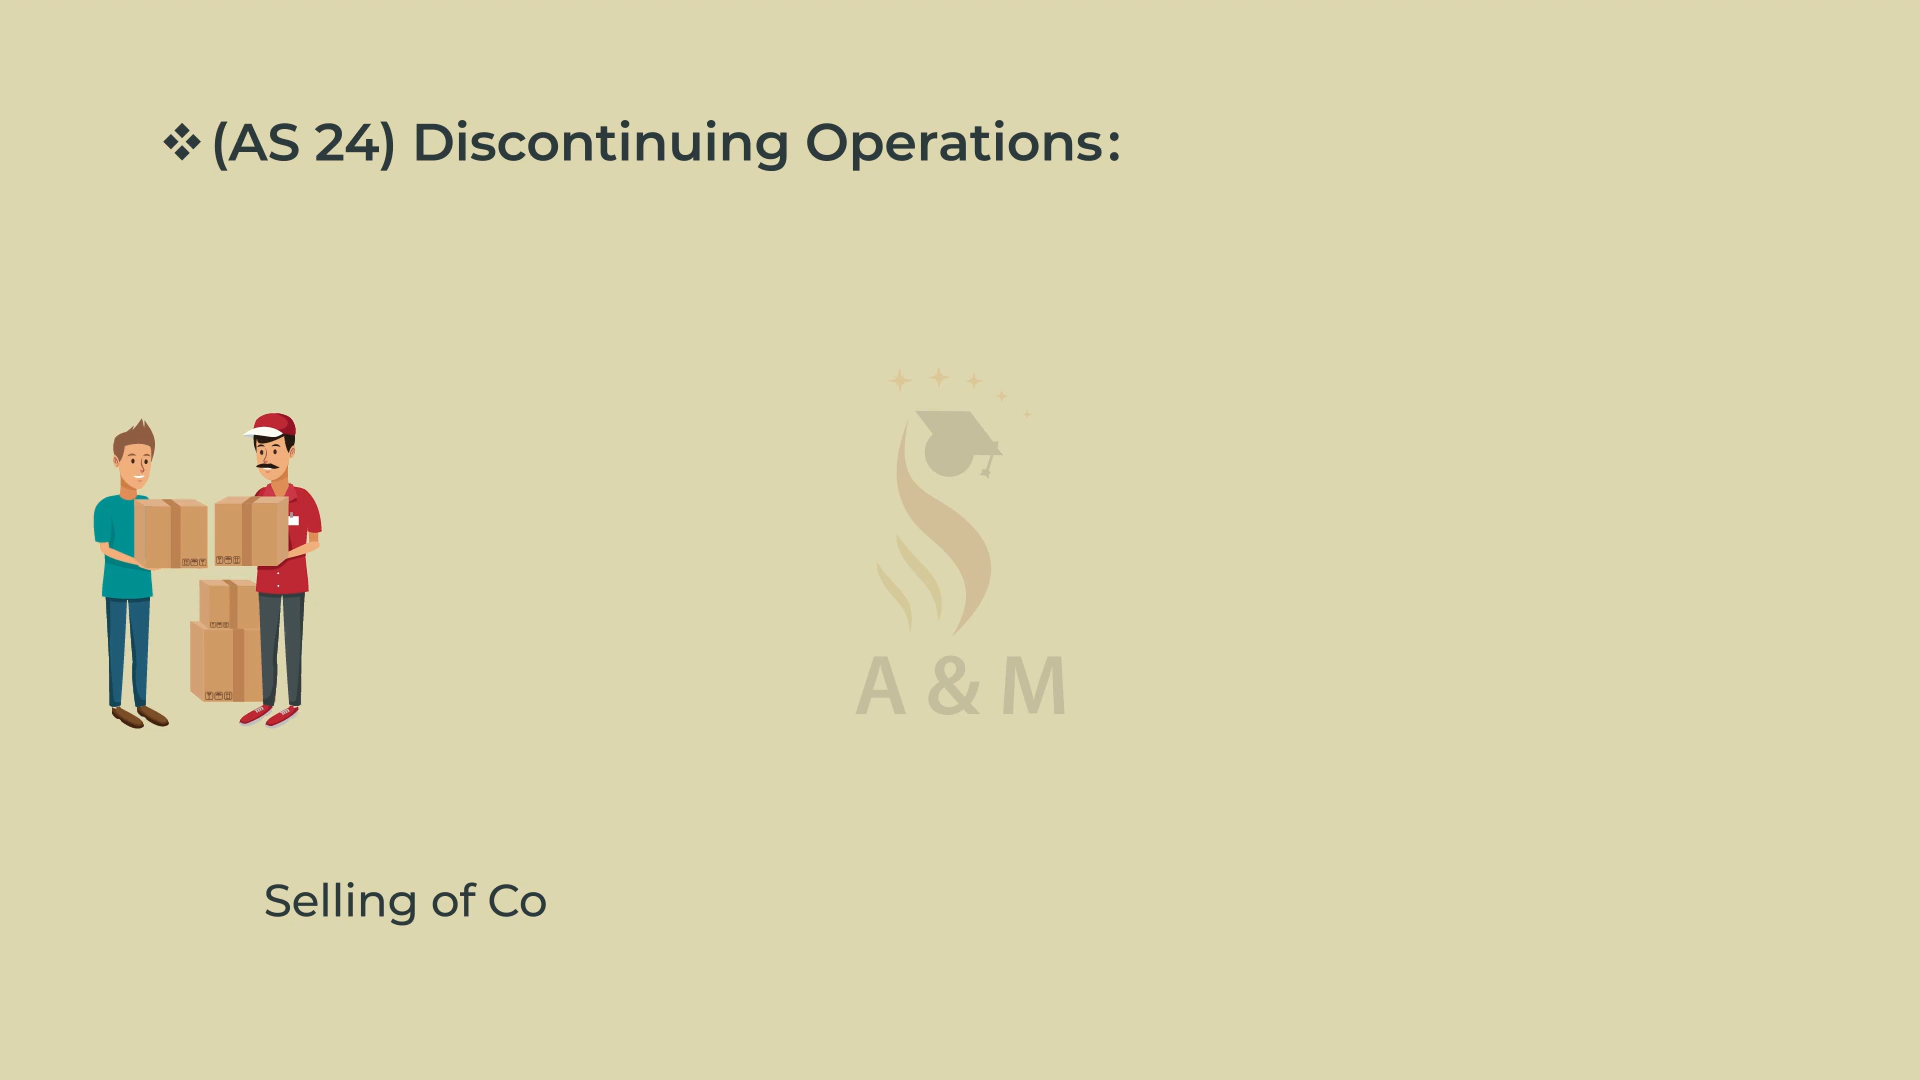 ❖ (AS 24) Discontinuing Operations:
A & M
Selling of Co